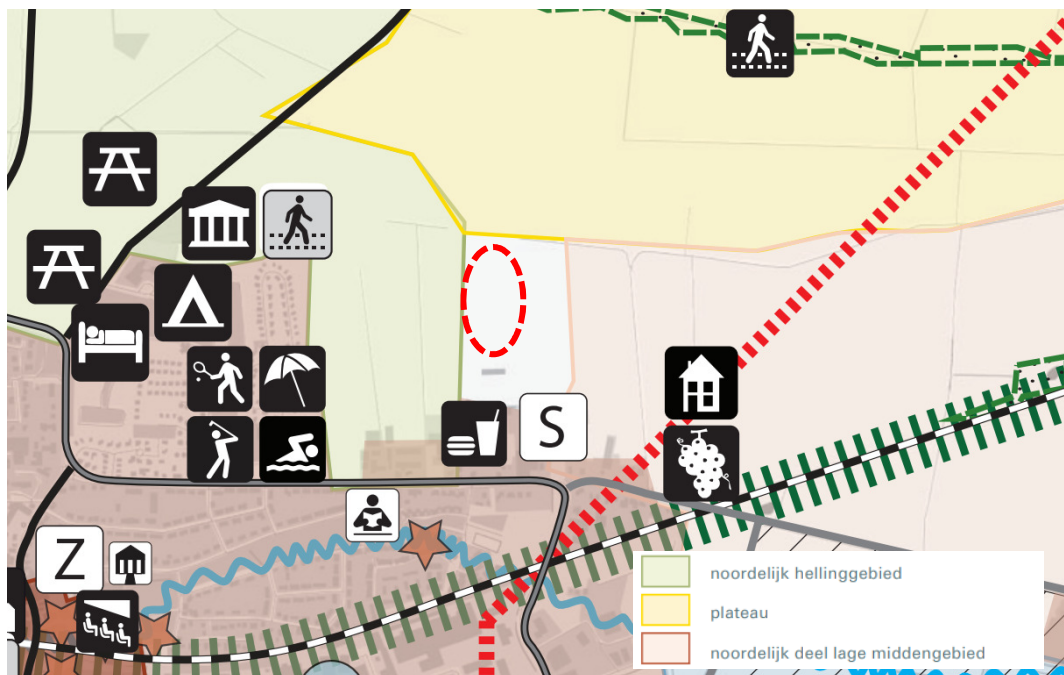 S
Z
noordelijk hellinggebied
plateau
noordelijk deel lage middengebied